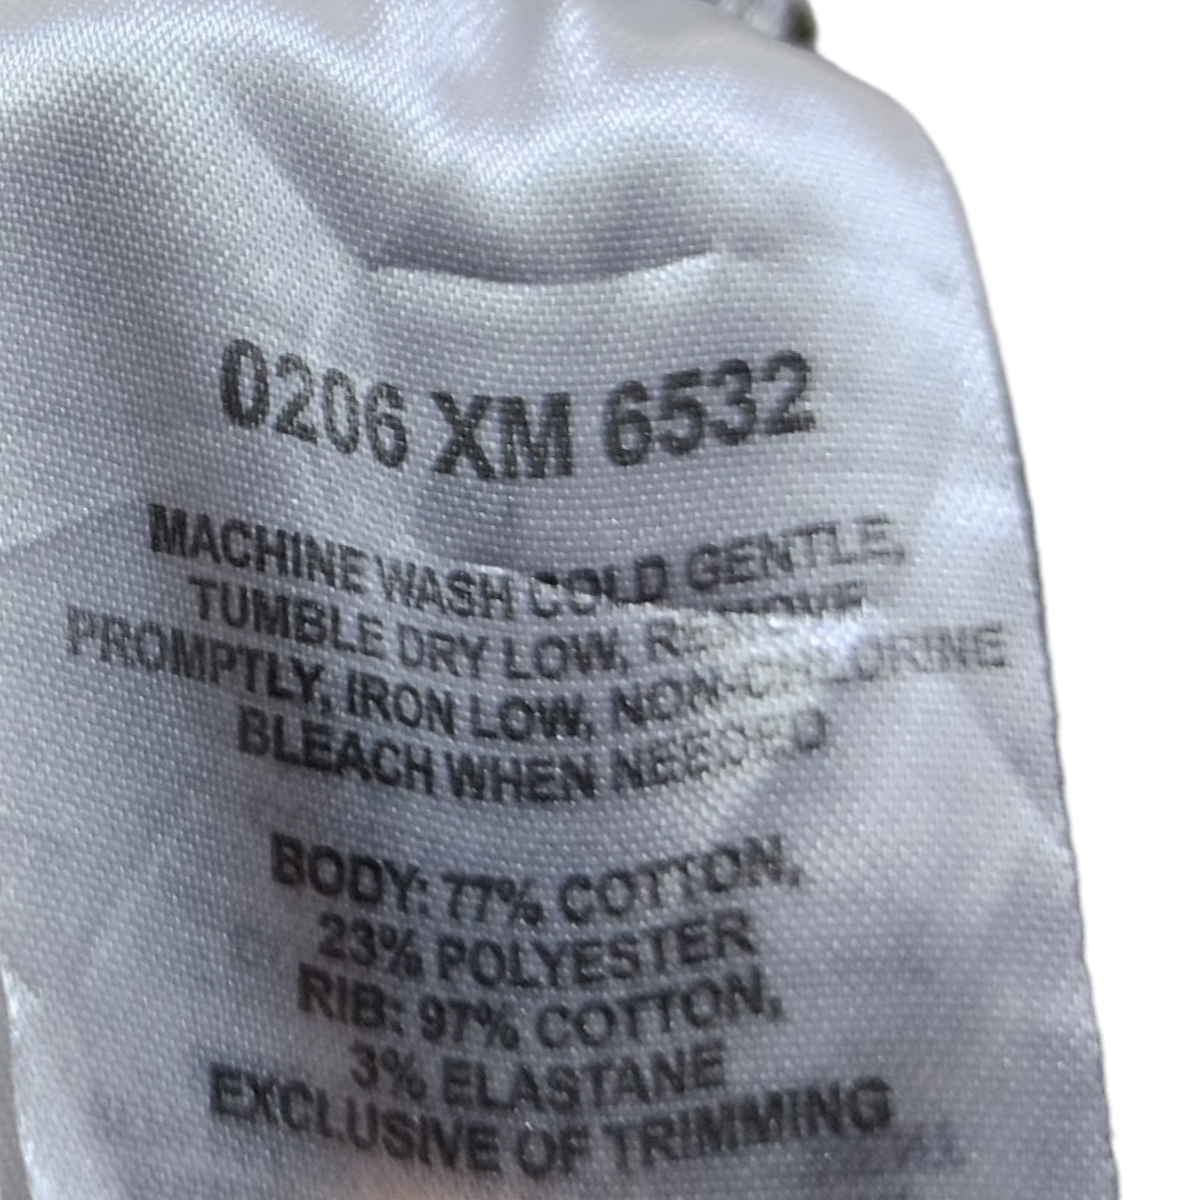 0206 XM 6532
MACHINE WASH COLD GENTLE,
TUMBLE DRY LOW, REMOVE
PROMPTLY, IRON LOW, NON-CHLORINE
BLEACH WHEN NEEDED
BODY: 77% COTTON,
23% POLYESTER
RIB: 97% COTTON,
3% ELASTANE
EXCLUSIVE OF TRIMMING